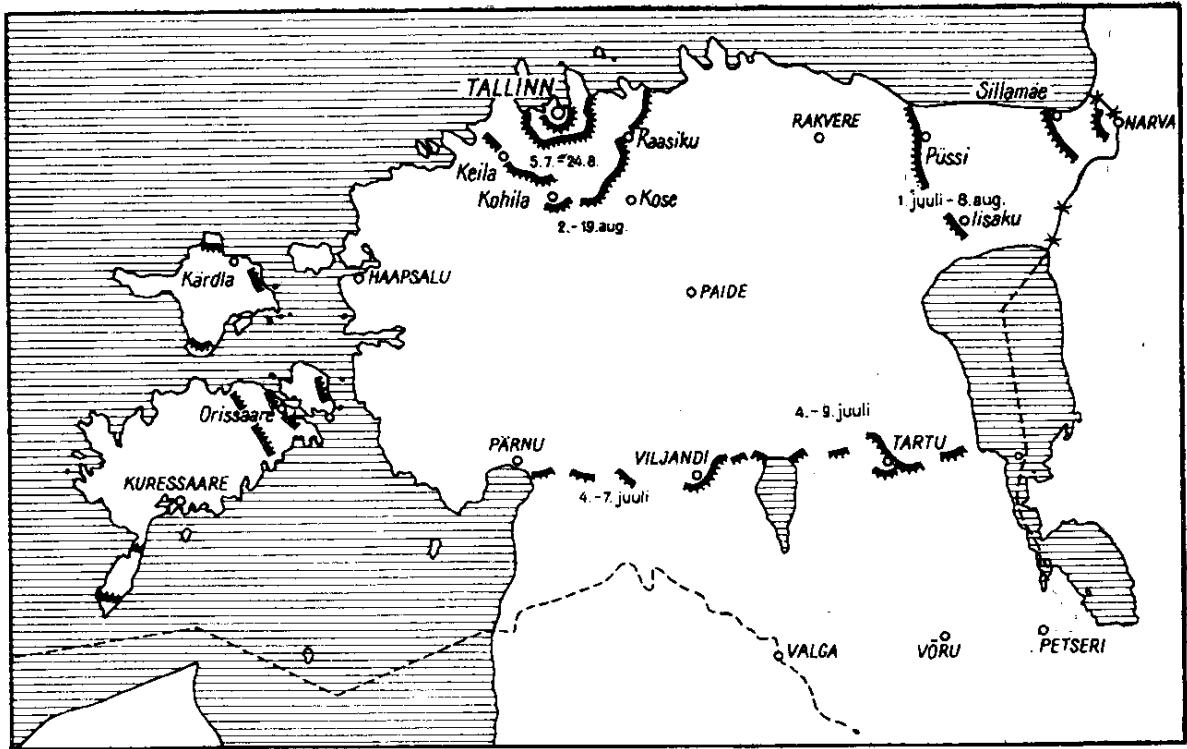 TALLINN
Sillamäe
NARVA
RAKVERE
Raasiku
Püssi
5.7.-24.8.
Keila
Kohila
Kose
1. juuli - 8. aug.
Iisaku
2.-19. aug.
Kärdla
HAAPSALU
PAIDE
Orissaare
4.-9. juuli
PÄRNU
VILJANDI
TARTU
KURESSAARE
4.-7. juuli
VALGA
VÕRU
PETSERI